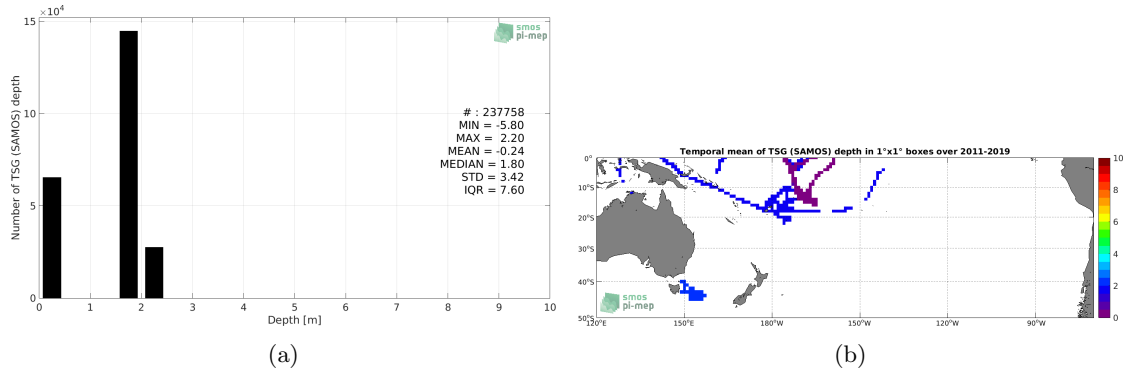 ×10⁴
15
10
5
0
Number of TSG (SAMOS) depth
smos
pi-mep
# : 237758
MIN = -5.80
MAX = 2.20
MEAN = -0.24
MEDIAN = 1.80
STD = 3.42
IQR = 7.60
0 1 2 3 4 5 6 7 8 9 10
Depth [m]
(a)
Temporal mean of TSG (SAMOS) depth in 1°x1° boxes over 2011-2019
0°
10°S
20°S
30°S
40°S
50°S
120°E 150°E 180°W 150°W 120°W 90°W
smos
pi-mep
10
8
6
4
2
0
(b)